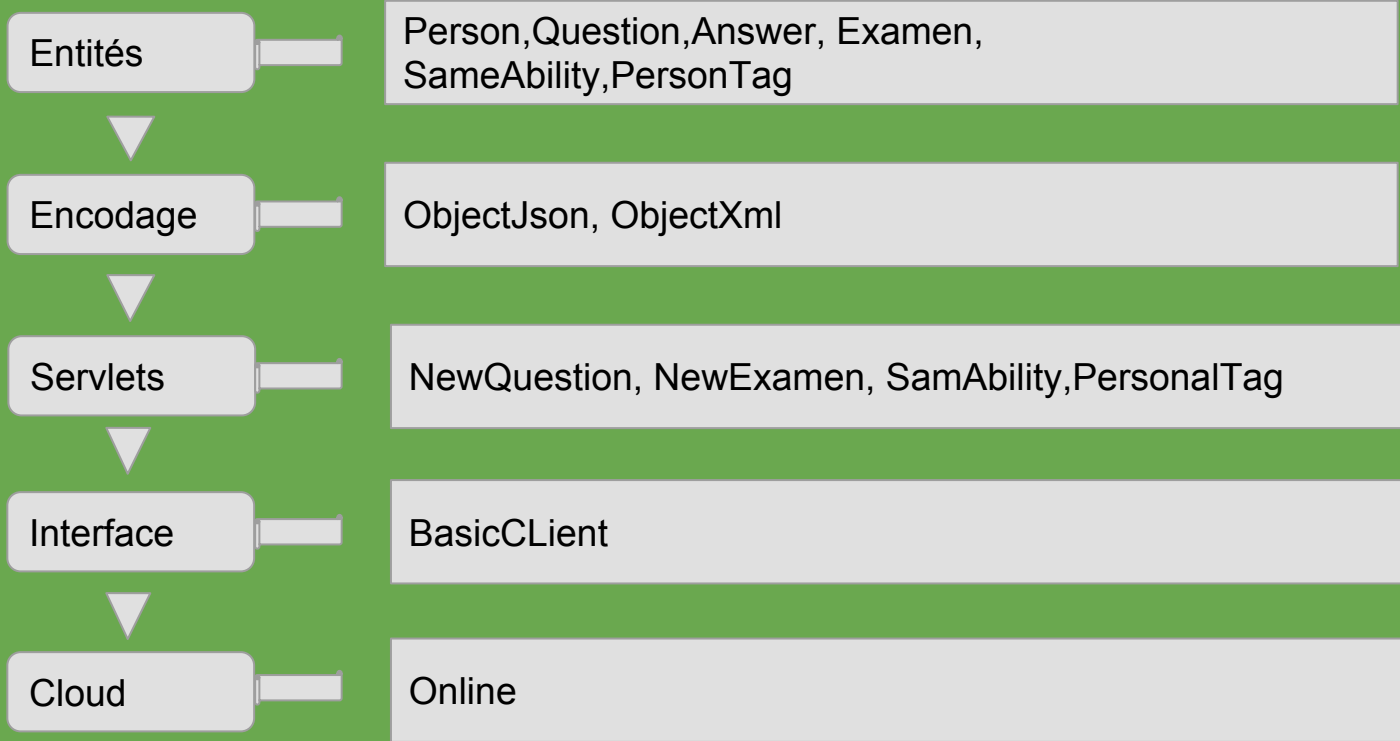 Entités
Person,Question,Answer, Examen,
SameAbility,PersonTag
Encodage
ObjectJson, ObjectXml
Servlets
NewQuestion, NewExamen, SamAbility,PersonalTag
Interface
BasicCLient
Cloud
Online